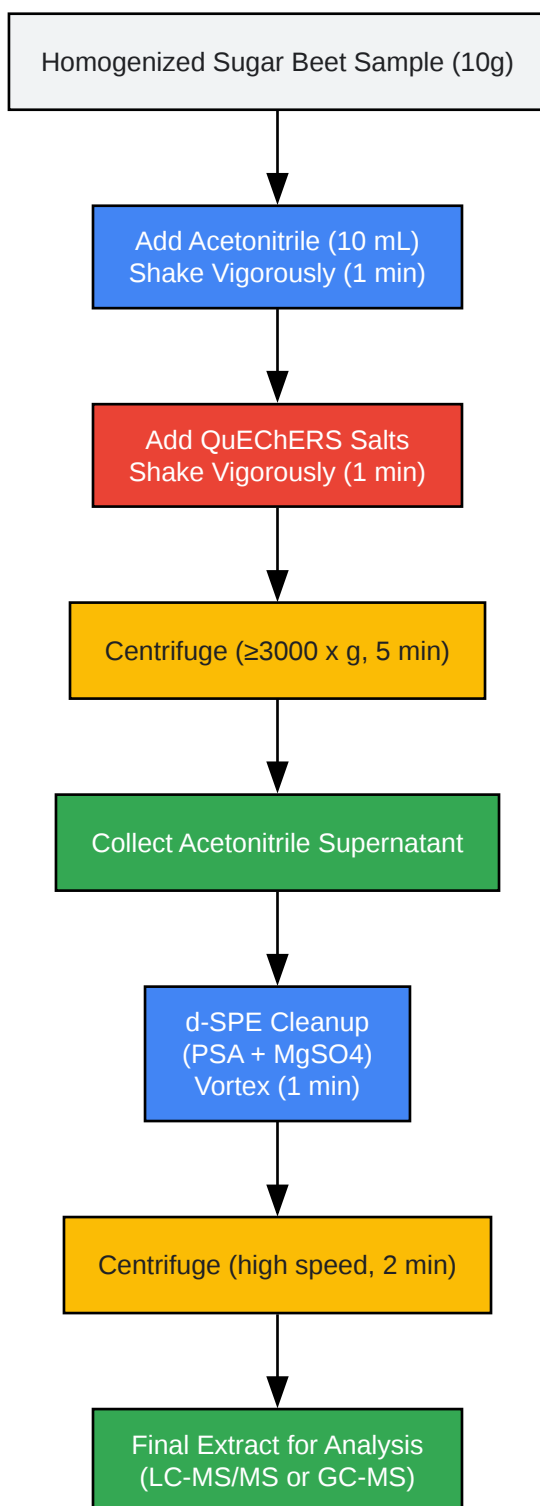 Homogenized Sugar Beet Sample (10g)
Add Acetonitrile (10 mL)
Shake Vigorously (1 min)
Add QuEChERS Salts
Shake Vigorously (1 min)
Centrifuge (≥3000 x g, 5 min)
Collect Acetonitrile Supernatant
d-SPE Cleanup
(PSA + MgSO4)
Vortex (1 min)
Centrifuge (high speed, 2 min)
Final Extract for Analysis
(LC-MS/MS or GC-MS)